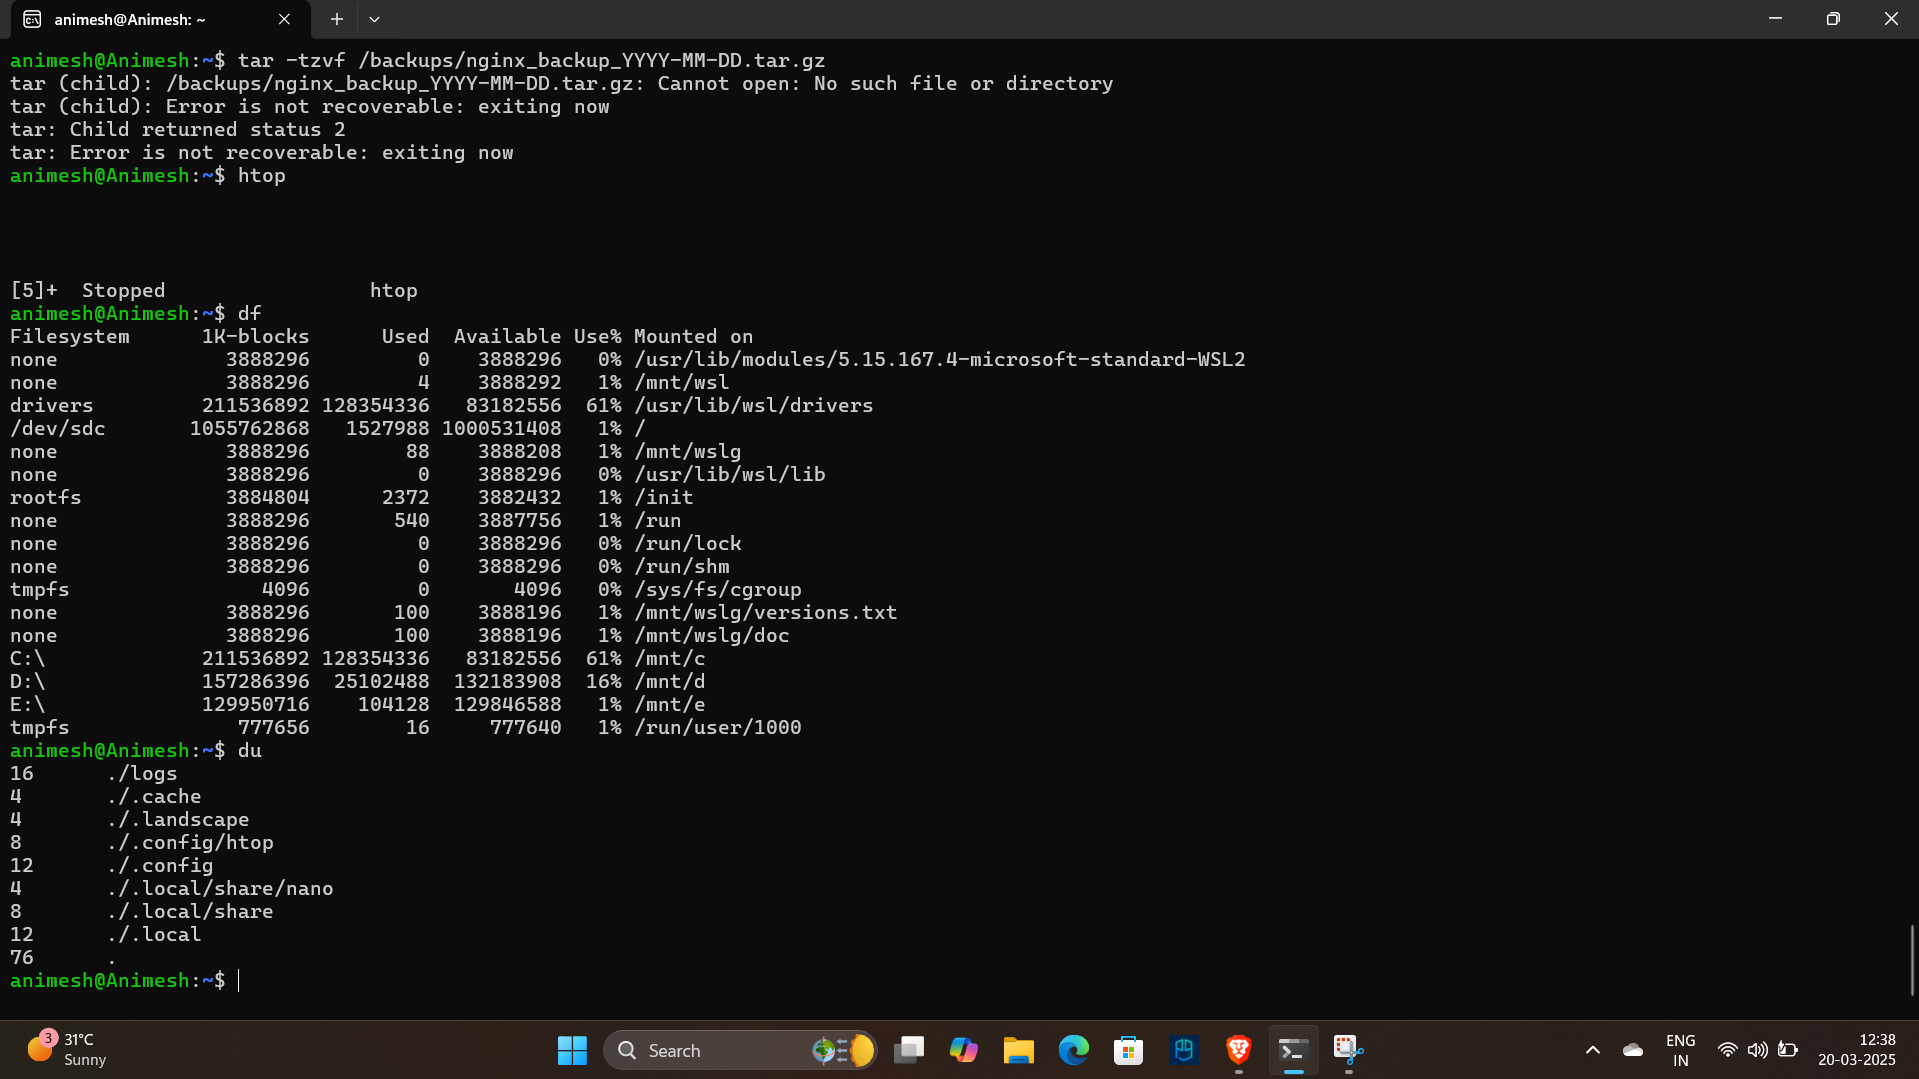 animesh@Animesh: ~
animesh@Animesh:~$ tar -tzvf /backups/nginx_backup_YYYY-MM-DD.tar.gz
tar (child): /backups/nginx_backup_YYYY-MM-DD.tar.gz: Cannot open: No such file or directory
tar (child): Error is not recoverable: exiting now
tar: Child returned status 2
tar: Error is not recoverable: exiting now
animesh@Animesh:~$ htop
[5]+  Stopped                 htop
animesh@Animesh:~$ df
Filesystem      1K-blocks      Used  Available Use% Mounted on
none              3888296         0    3888296   0% /usr/lib/modules/5.15.167.4-microsoft-standard-WSL2
none              3888296         4    3888292   1% /mnt/wsl
drivers         211536892 128354336   83182556  61% /usr/lib/wsl/drivers
/dev/sdc       1055762868   1527988 1000531408   1% /
none              3888296        88    3888208   1% /mnt/wslg
none              3888296         0    3888296   0% /usr/lib/wsl/lib
rootfs            3884804      2372    3882432   1% /init
none              3888296       540    3887756   1% /run
none              3888296         0    3888296   0% /run/lock
none              3888296         0    3888296   0% /run/shm
tmpfs                4096         0       4096   0% /sys/fs/cgroup
none              3888296       100    3888196   1% /mnt/wslg/versions.txt
none              3888296       100    3888196   1% /mnt/wslg/doc
C:\             211536892 128354336   83182556  61% /mnt/c
D:\             157286396  25102488  132183908  16% /mnt/d
E:\             129950716    104128  129846588   1% /mnt/e
tmpfs              777656        16     777640   1% /run/user/1000
animesh@Animesh:~$ du
16      ./logs
4       ./.cache
4       ./.landscape
8       ./.config/htop
12      ./.config
4       ./.local/share/nano
8       ./.local/share
12      ./.local
76      .
animesh@Animesh:~$
3
31°C
Sunny
Search
ENG
IN
12:38
20-03-2025